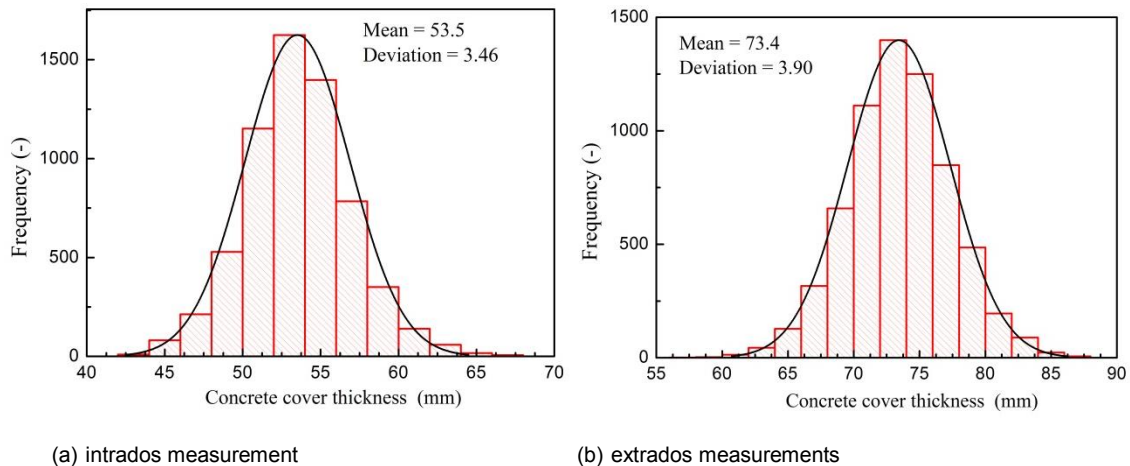 Mean = 53.5
Deviation = 3.46
1500
1000
500
0
Frequency (-)
40 45 50 55 60 65 70
Concrete cover thickness (mm)
(a) intrados measurement
Mean = 73.4
Deviation = 3.90
1500
1000
500
0
Frequency (-)
55 60 65 70 75 80 85 90
Concrete cover thickness (mm)
(b) extrados measurements